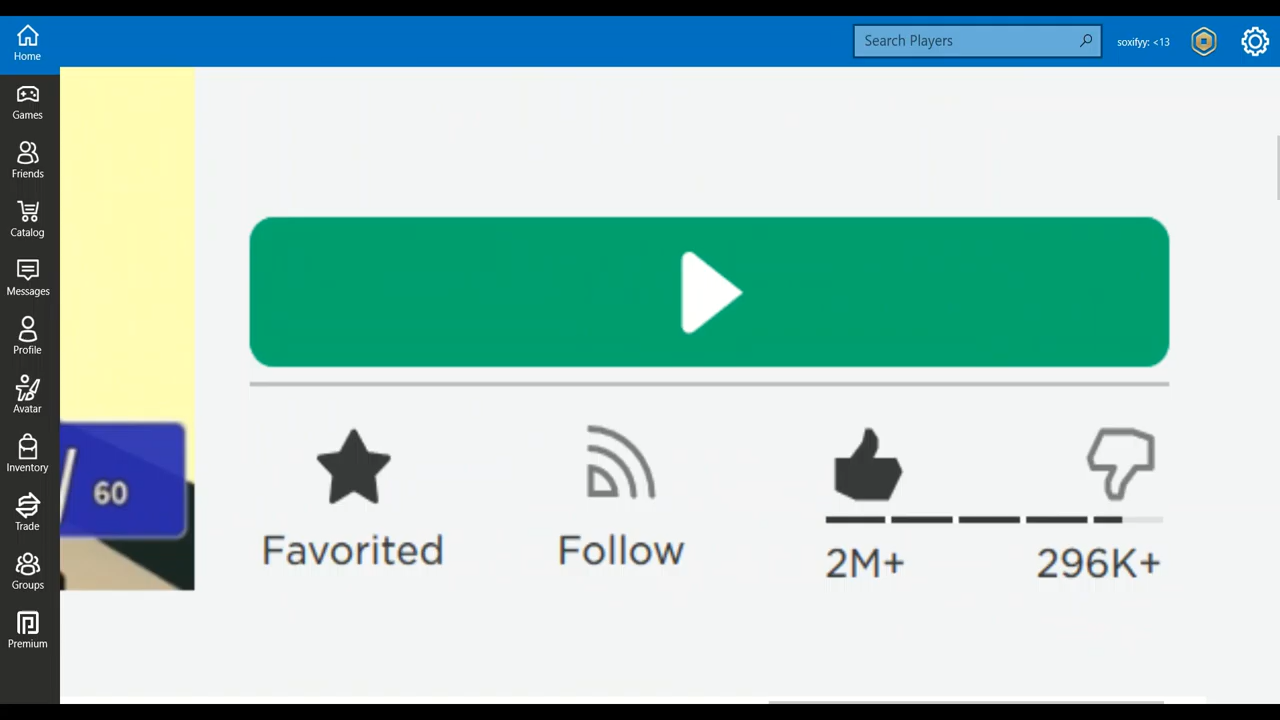 Home
Search Players
soxifyy: <13
Games
Friends
Catalog
Messages
Profile
Avatar
Inventory
Trade
Groups
Premium
/ 60
Favorited
Follow
2M+
296K+